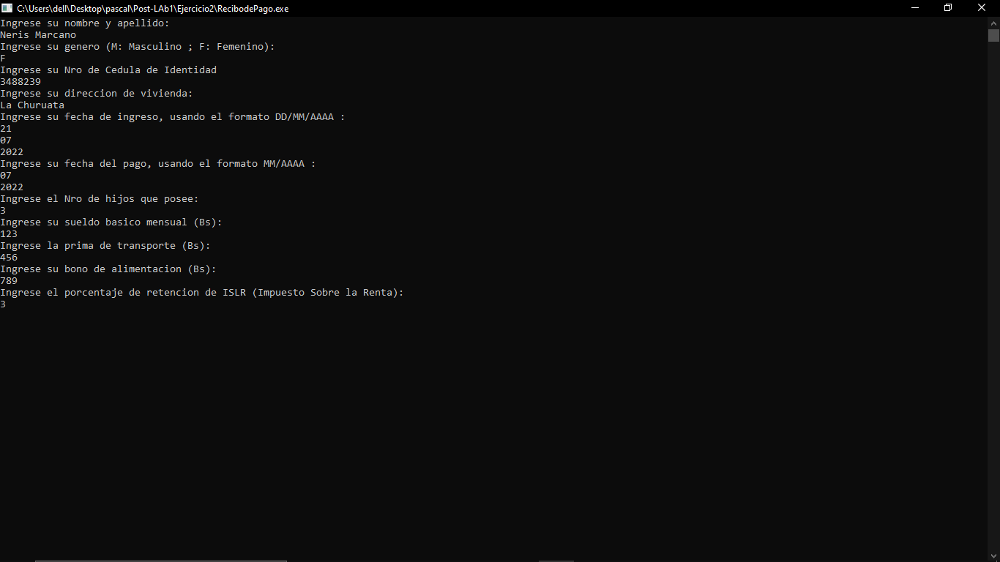 C:\Users\dell\Desktop\pascal\Post-LAb1\Ejercicio2\RecibodePago.exe
Ingrese su nombre y apellido:
Neris Marcano
Ingrese su genero (M: Masculino ; F: Femenino):
F
Ingrese su Nro de Cedula de Identidad
3488239
Ingrese su direccion de vivienda:
La Churuata
Ingrese su fecha de ingreso, usando el formato DD/MM/AAAA :
21
07
2022
Ingrese su fecha del pago, usando el formato MM/AAAA :
07
2022
Ingrese el Nro de hijos que posee:
3
Ingrese su sueldo basico mensual (Bs):
123
Ingrese la prima de transporte (Bs):
456
Ingrese su bono de alimentacion (Bs):
789
Ingrese el porcentaje de retencion de ISLR (Impuesto Sobre la Renta):
3